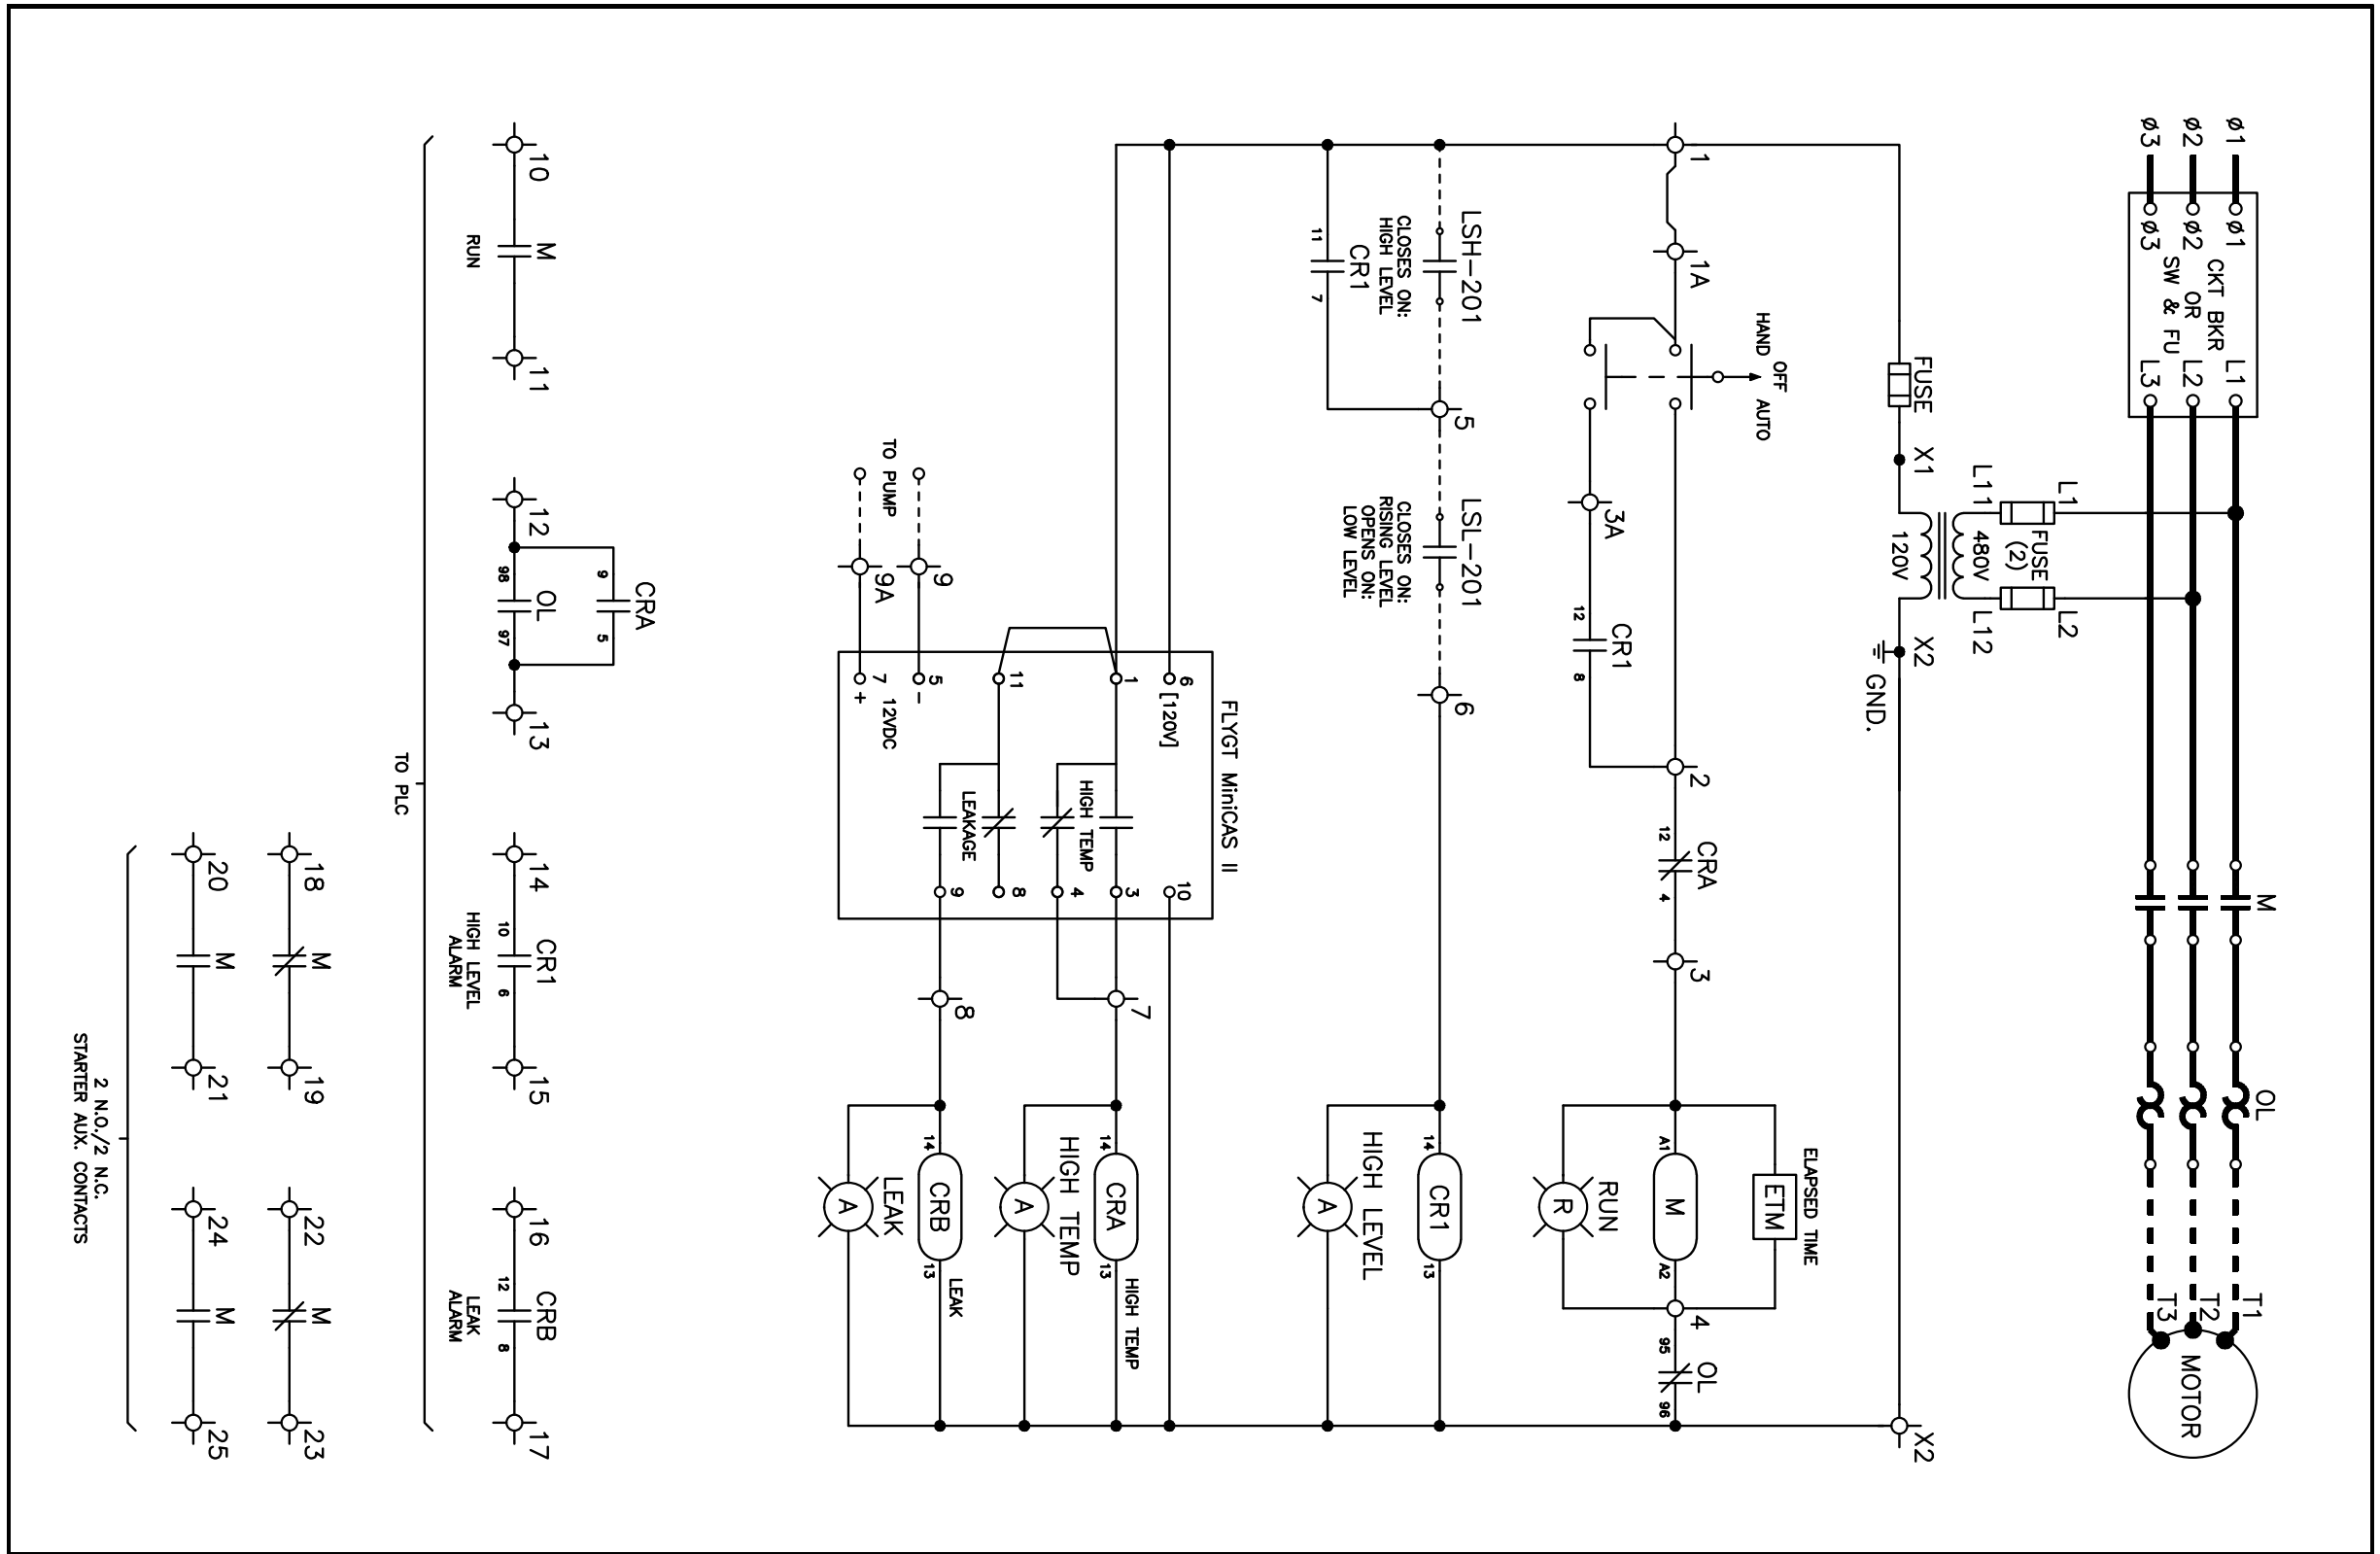 ø1
ø2
ø3
ø1
ø2
ø3
CKT BKR
OR
SW & FU
L1
L2
L3
M
OL
T1
T2
T3
MOTOR
L1
FUSE
(2)
L2
L11
480V
L12
120V
FUSE
X1
X2
GND.
X2
1
1A
HAND
OFF
AUTO
2
12
CRA
4
3
ELAPSED TIME
ETM
A1
M
A2
RUN
R
4
95
OL
96
3A
12
CR1
8
LSH-201
CLOSES ON:
HIGH LEVEL
5
LSL-201
CLOSES ON:
RISING LEVEL
OPENS ON:
LOW LEVEL
6
14
CR1
13
11
CR1
7
HIGH LEVEL
A
FLYGT MiniCAS II
6
[120V]
10
1
3
HIGH TEMP
4
11
8
LEAKAGE
9
5
-
12VDC
7
+
9
TO PUMP
9A
7
14
CRA
13
HIGH TEMP
HIGH TEMP
A
8
14
CRB
13
LEAK
LEAK
A
10
M
11
RUN
CRA
9
5
12
OL
98
97
13
14
CR1
15
10
6
HIGH LEVEL
ALARM
16
CRB
17
12
8
LEAK
ALARM
TO PLC
18
M
19
22
M
23
20
M
21
24
M
25
2 N.O./2 N.C.
STARTER AUX. CONTACTS